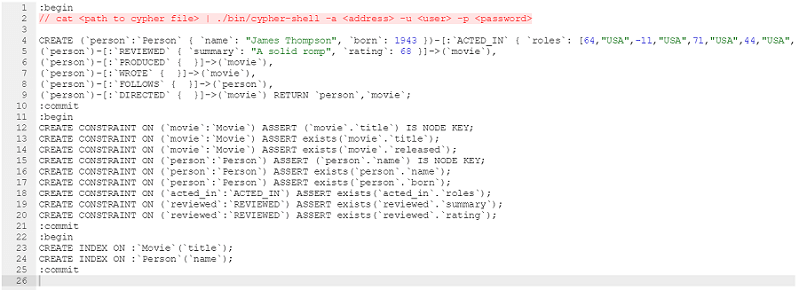 1 :begin
2 // cat <path to cypher file> | ./bin/cypher-shell -a <address> -u <user> -p <password>
3
4 CREATE (`person`:`Person` { `name`: "James Thompson", `born`: 1943 })-[:`ACTED_IN` { `roles`: [64,"USA",-11,"USA",71,"USA",44,"USA",
5 (`person`)-[:`REVIEWED` { `summary`: "A solid romp", `rating`: 68 }]->(`movie`),
6 (`person`)-[:`PRODUCED` {  }]->(`movie`),
7 (`person`)-[:`WROTE` {  }]->(`movie`),
8 (`person`)-[:`FOLLOWS` {  }]->(`person`),
9 (`person`)-[:`DIRECTED` {  }]->(`movie`) RETURN `person`,`movie`;
10 :commit
11 :begin
12 CREATE CONSTRAINT ON (`movie`:`Movie`) ASSERT (`movie`.`title`) IS NODE KEY;
13 CREATE CONSTRAINT ON (`movie`:`Movie`) ASSERT exists(`movie`.`title`);
14 CREATE CONSTRAINT ON (`movie`:`Movie`) ASSERT exists(`movie`.`released`);
15 CREATE CONSTRAINT ON (`person`:`Person`) ASSERT (`person`.`name`) IS NODE KEY;
16 CREATE CONSTRAINT ON (`person`:`Person`) ASSERT exists(`person`.`name`);
17 CREATE CONSTRAINT ON (`person`:`Person`) ASSERT exists(`person`.`born`);
18 CREATE CONSTRAINT ON (`acted_in`:`ACTED_IN`) ASSERT exists(`acted_in`.`roles`);
19 CREATE CONSTRAINT ON (`reviewed`:`REVIEWED`) ASSERT exists(`reviewed`.`summary`);
20 CREATE CONSTRAINT ON (`reviewed`:`REVIEWED`) ASSERT exists(`reviewed`.`rating`);
21 :commit
22 :begin
23 CREATE INDEX ON :`Movie`(`title`);
24 CREATE INDEX ON :`Person`(`name`);
25 :commit
26